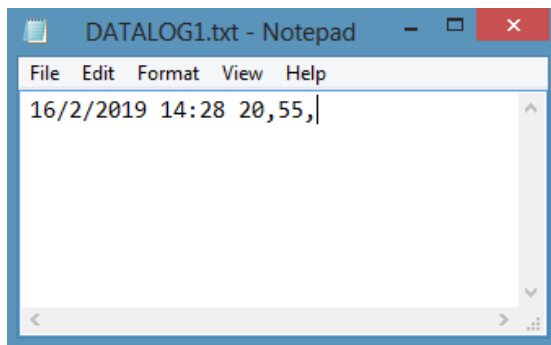 DATALOG1.txt - Notepad
File Edit Format View Help
16/2/2019 14:28 20,55,